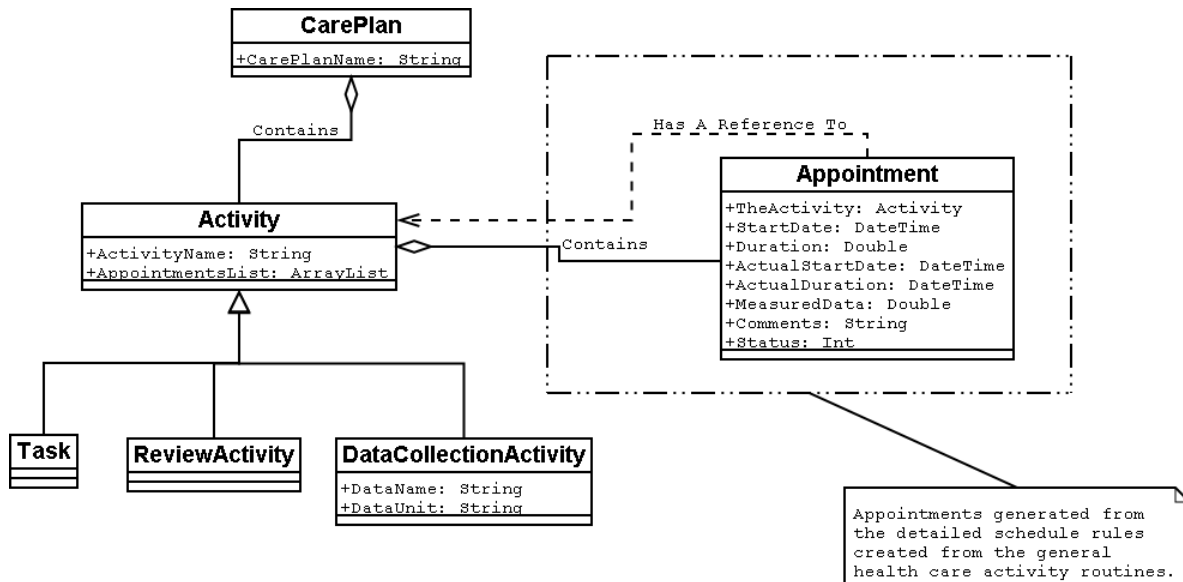 CarePlan
+CarePlanName: String
Contains
Has A Reference To
Appointment
+TheActivity: Activity
+StartDate: DateTime
+Duration: Double
+ActualStartDate: DateTime
+ActualDuration: DateTime
+MeasuredData: Double
+Comments: String
+Status: Int
Activity
+ActivityName: String
+AppointmentsList: ArrayList
Contains
Task
ReviewActivity
DataCollectionActivity
+DataName: String
+DataUnit: String
Appointments generated from
the detailed schedule rules
created from the general
health care activity routines.